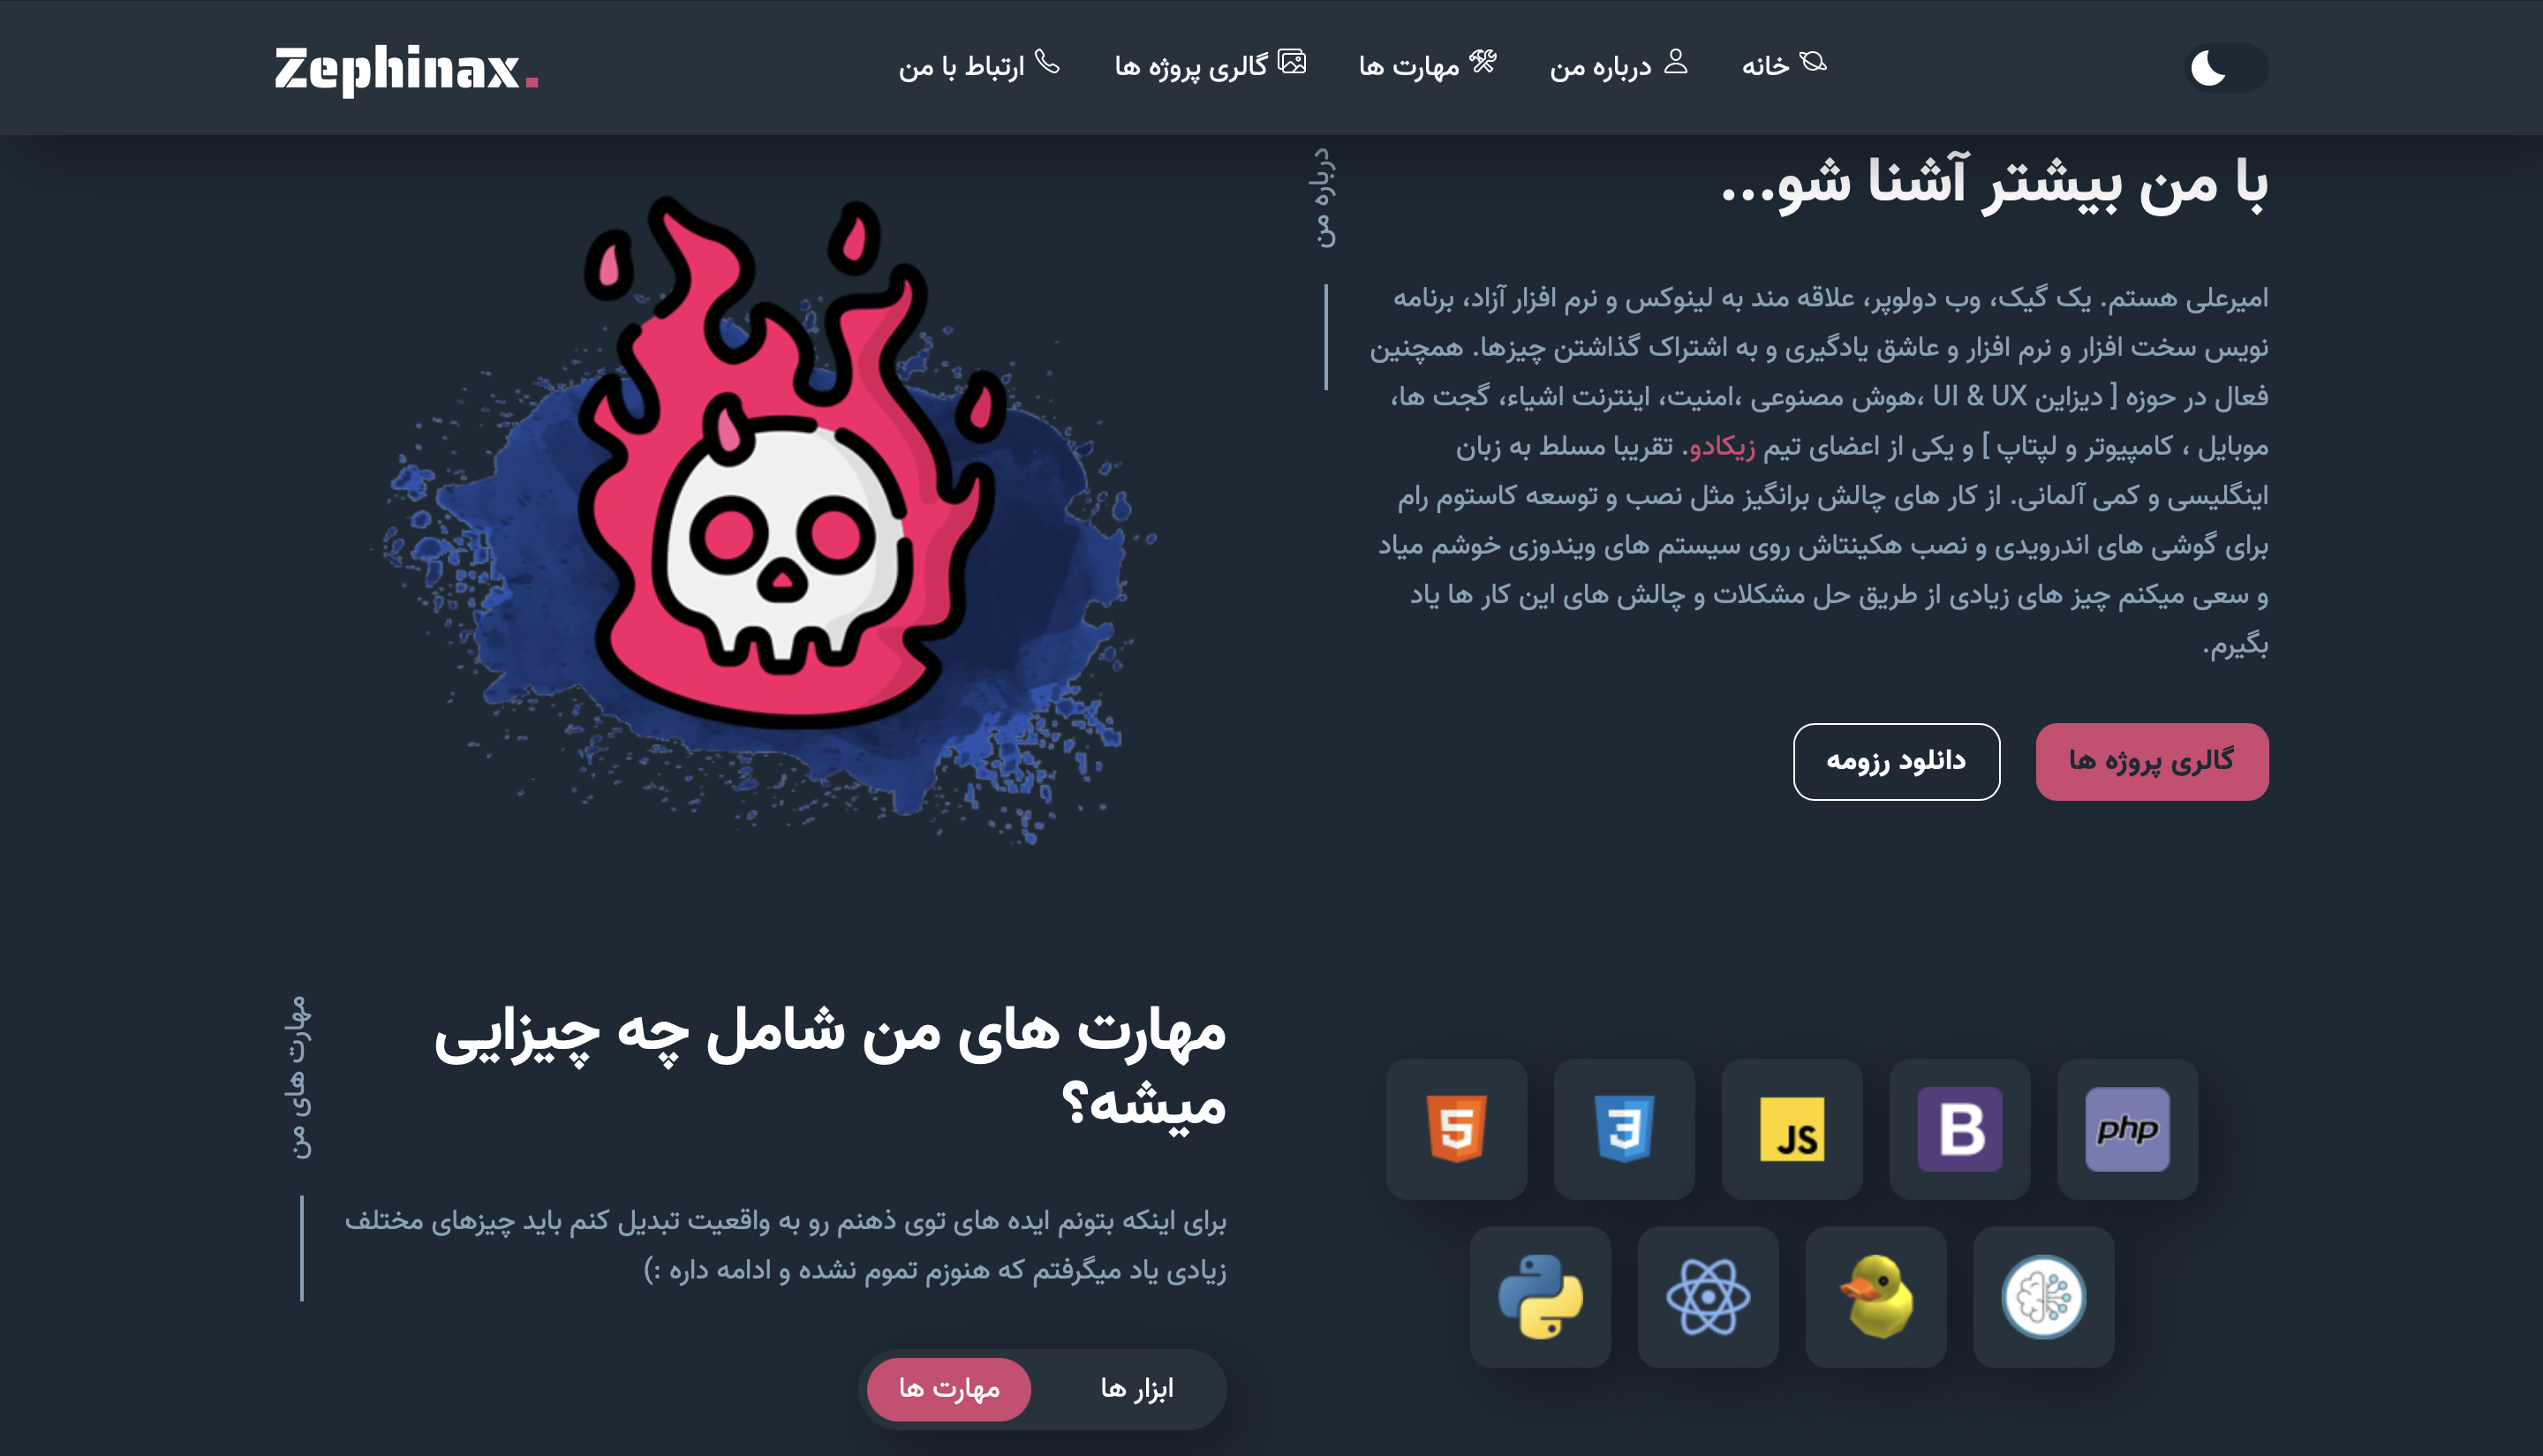 خانه
درباره من
مهارت ها
گالری پروژه ها
ارتباط با من
Zephinax.
با من بیشتر آشنا شو...
درباره من
امیرعلی هستم. یک گیک، وب دولوپر، علاقه مند به لینوکس و نرم افزار آزاد، برنامه
نویس سخت افزار و نرم افزار و عاشق یادگیری و به اشتراک گذاشتن چیزها. همچنین
فعال در حوزه [ دیزاین UI & UX ،هوش مصنوعی ،امنیت، اینترنت اشیاء، گجت ها،
موبایل ، کامپیوتر و لپتاپ ] و یکی از اعضای تیم زیکادو. تقریبا مسلط به زبان
اینگلیسی و کمی آلمانی. از کار های چالش برانگیز مثل نصب و توسعه کاستوم رام
برای گوشی های اندرویدی و نصب هکینتاش روی سیستم های ویندوزی خوشم میاد
و سعی میکنم چیز های زیادی از طریق حل مشکلات و چالش های این کار ها یاد
بگیرم.
گالری پروژه ها
دانلود رزومه
php
B
JS
3
5
مهارت های من شامل چه چیزایی
میشه؟
مهارت های من
برای اینکه بتونم ایده های توی ذهنم رو به واقعیت تبدیل کنم باید چیزهای مختلف
زیادی یاد میگرفتم که هنوزم تموم نشده و ادامه داره :)
ابزار ها
مهارت ها